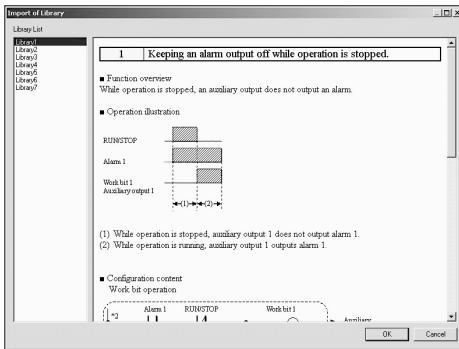 Import of Library
Library List
Library1
Library2
Library3
Library4
Library5
Library6
Library7
1 Keeping an alarm output off while operation is stopped.
■ Function overview
While operation is stopped, an auxiliary output does not output an alarm.
■ Operation illustration
RUN/STOP
Alarm 1
Work bit 1
Auxiliary output 1
(1) (2)
(1) While operation is stopped, auxiliary output 1 does not output alarm 1.
(2) While operation is running, auxiliary output 1 outputs alarm 1.
■ Configuration content
Work bit operation
*2 Alarm 1 RUN/STOP Work bit 1
Auxiliary
OK Cancel